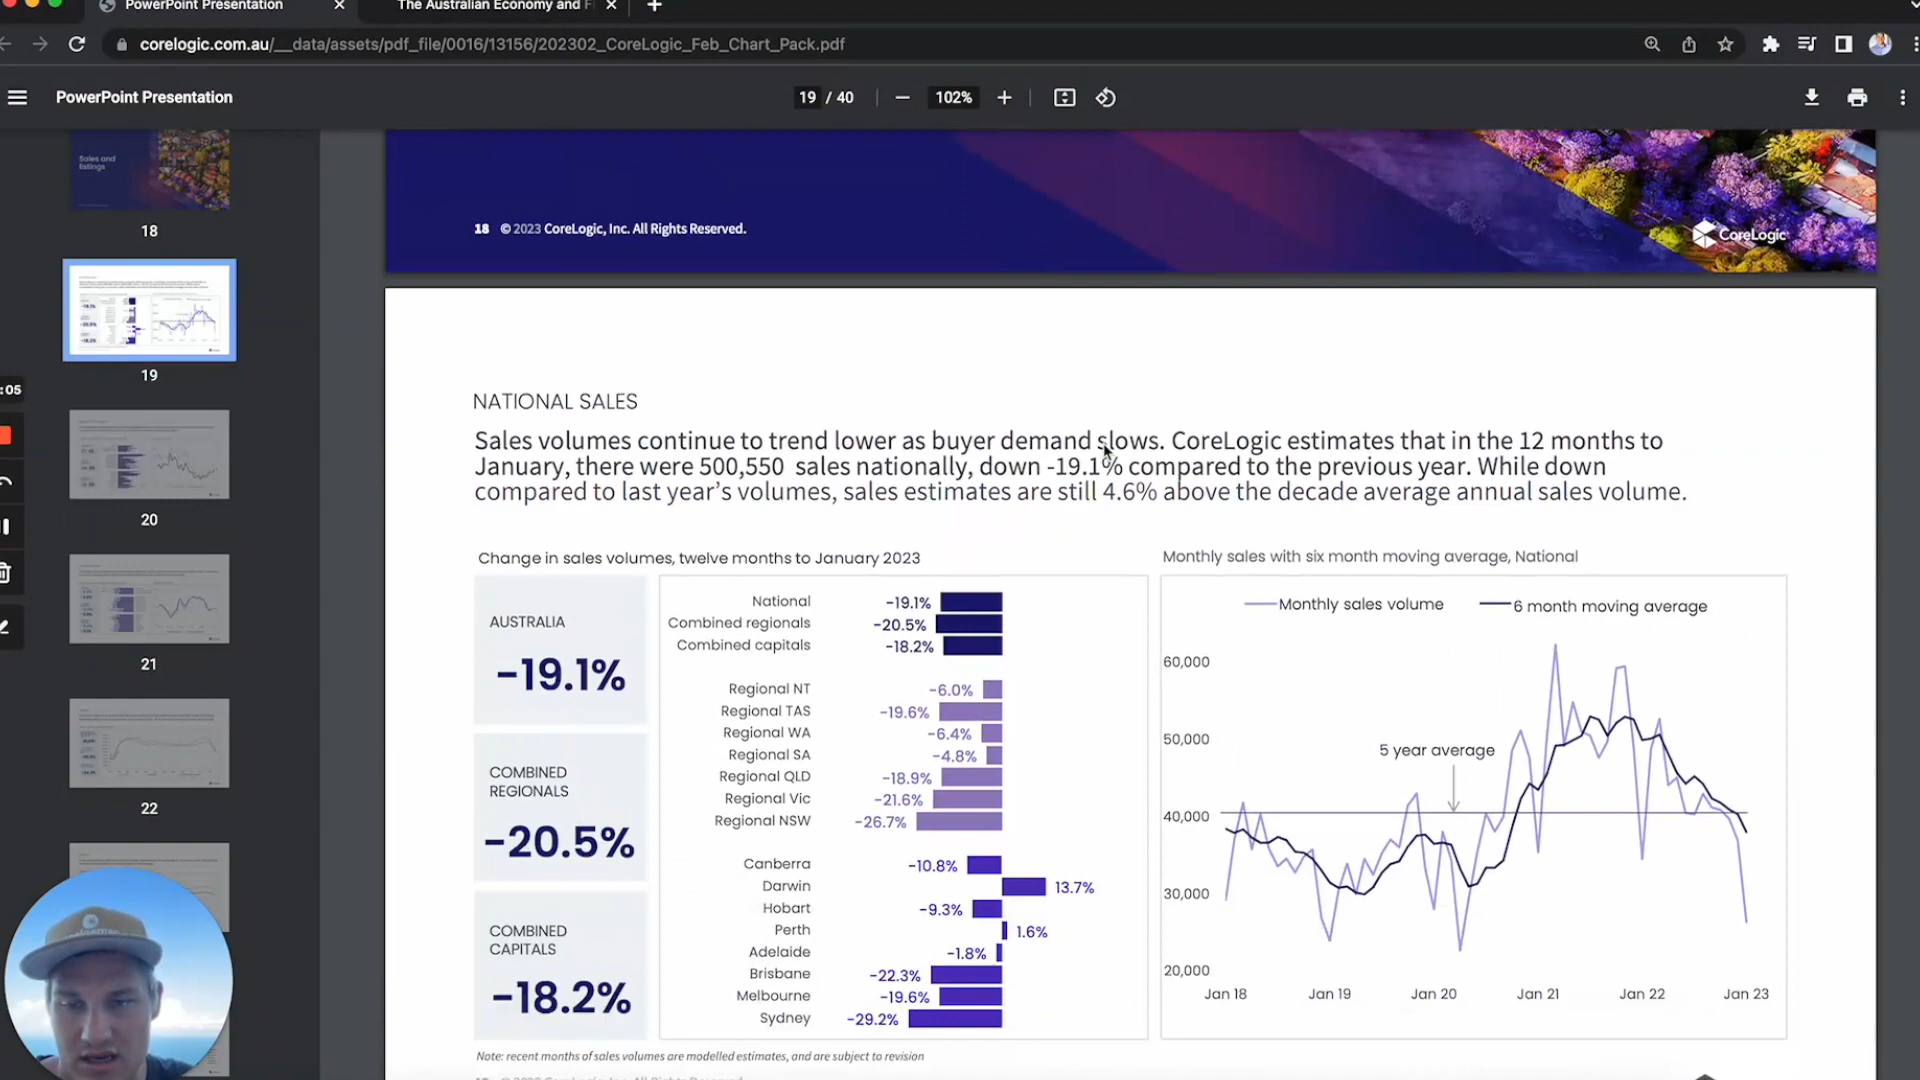 PowerPoint Presentation
The Australian Economy and F
corelogic.com.au/__data/assets/pdf_file/0016/13156/202302_CoreLogic_Feb_Chart_Pack.pdf
PowerPoint Presentation
19 / 40
102%
Sales and
listings
18
19
20
21
22
:05
18 © 2023 CoreLogic, Inc. All Rights Reserved.
CoreLogic
NATIONAL SALES
Sales volumes continue to trend lower as buyer demand slows. CoreLogic estimates that in the 12 months to
January, there were 500,550 sales nationally, down -19.1% compared to the previous year. While down
compared to last year’s volumes, sales estimates are still 4.6% above the decade average annual sales volume.
Change in sales volumes, twelve months to January 2023
AUSTRALIA
-19.1%
COMBINED
REGIONALS
-20.5%
COMBINED
CAPITALS
-18.2%
National -19.1%
Combined regionals -20.5%
Combined capitals -18.2%
Regional NT -6.0%
Regional TAS -19.6%
Regional WA -6.4%
Regional SA -4.8%
Regional QLD -18.9%
Regional Vic -21.6%
Regional NSW -26.7%
Canberra -10.8%
Darwin 13.7%
Hobart -9.3%
Perth 1.6%
Adelaide -1.8%
Brisbane -22.3%
Melbourne -19.6%
Sydney -29.2%
Monthly sales with six month moving average, National
Monthly sales volume 6 month moving average
5 year average
60,000
50,000
40,000
30,000
20,000
Jan 18 Jan 19 Jan 20 Jan 21 Jan 22 Jan 23
Note: recent months of sales volumes are modelled estimates, and are subject to revision